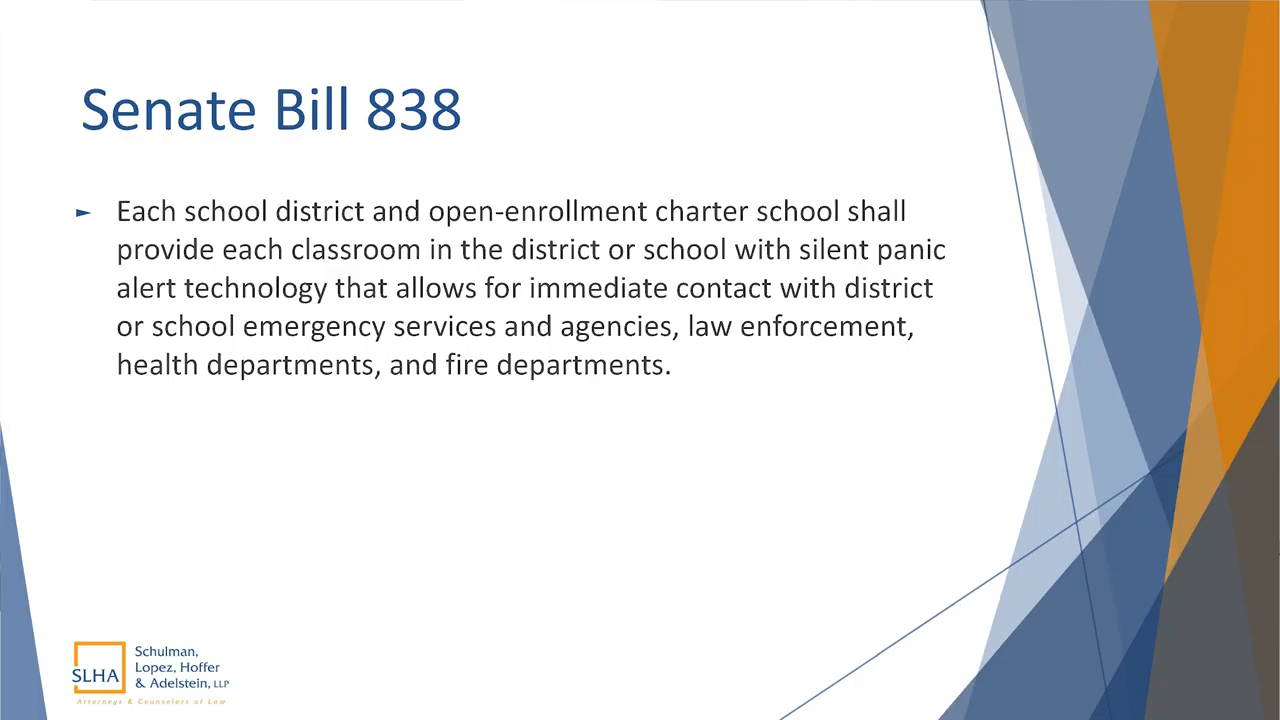 Senate Bill 838
► Each school district and open-enrollment charter school shall
provide each classroom in the district or school with silent panic
alert technology that allows for immediate contact with district
or school emergency services and agencies, law enforcement,
health departments, and fire departments.
SLHA
Schulman,
Lopez, Hoffer
& Adelstein, LLP
Attorneys & Counselors at Law